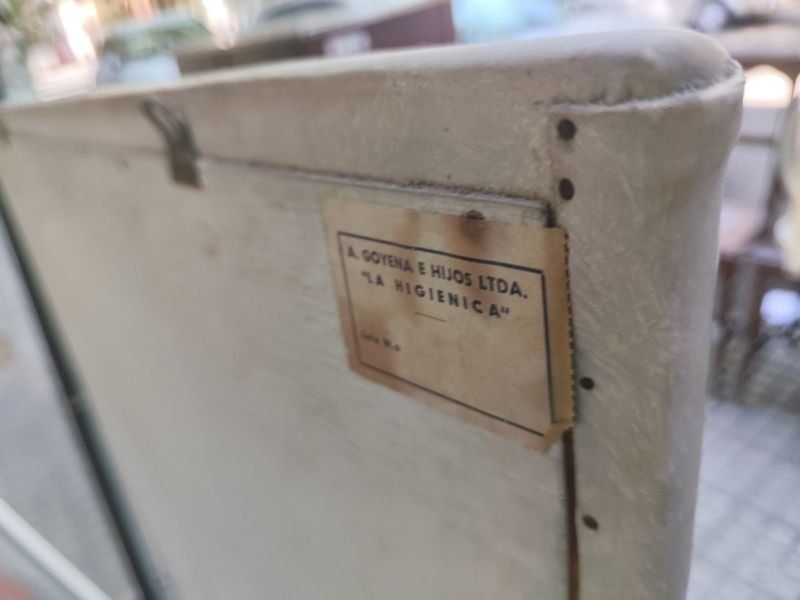 A. GOYENA E HIJOS LTDA.
"LA HIGIENICA"